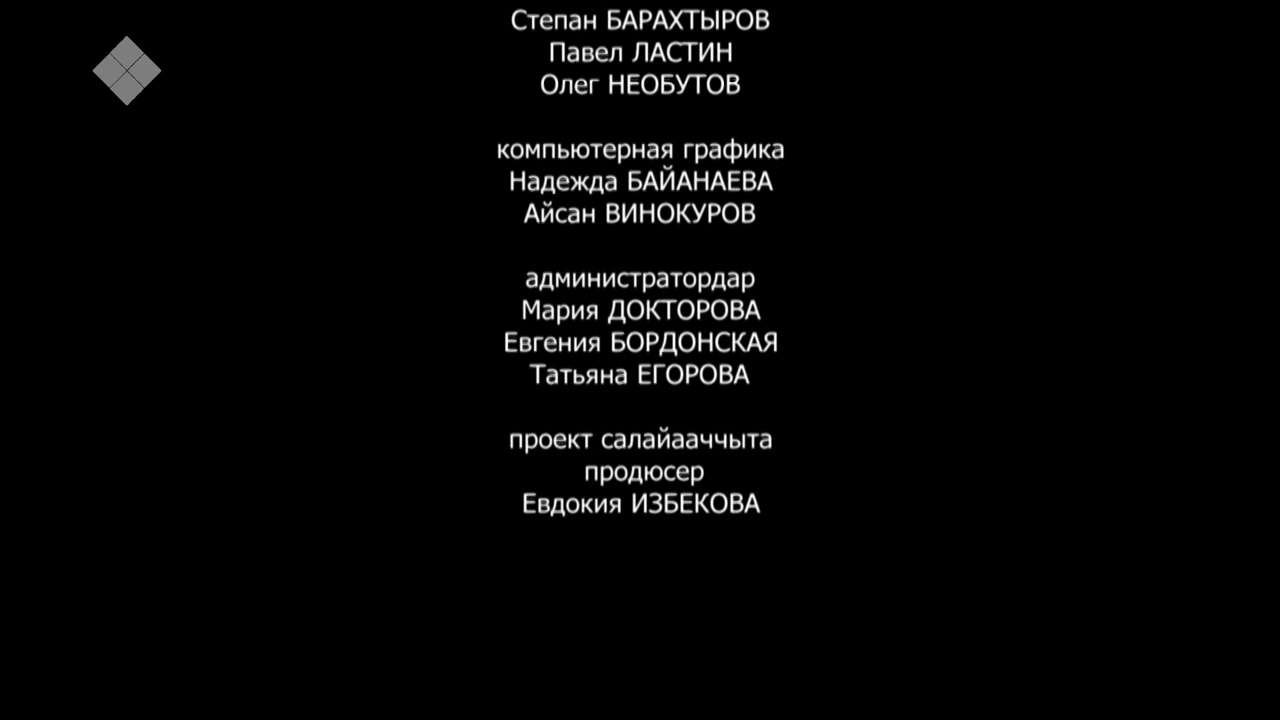 Степан БАРАХТЫРОВ
Павел ЛАСТИН
Олег НЕОБУТОВ
компьютерная графика
Надежда БАЙАНАЕВА
Айсан ВИНОКУРОВ
администратордар
Мария ДОКТОРОВА
Евгения БОРДОНСКАЯ
Татьяна ЕГОРОВА
проект салайааччыта
продюсер
Евдокия ИЗБЕКОВА